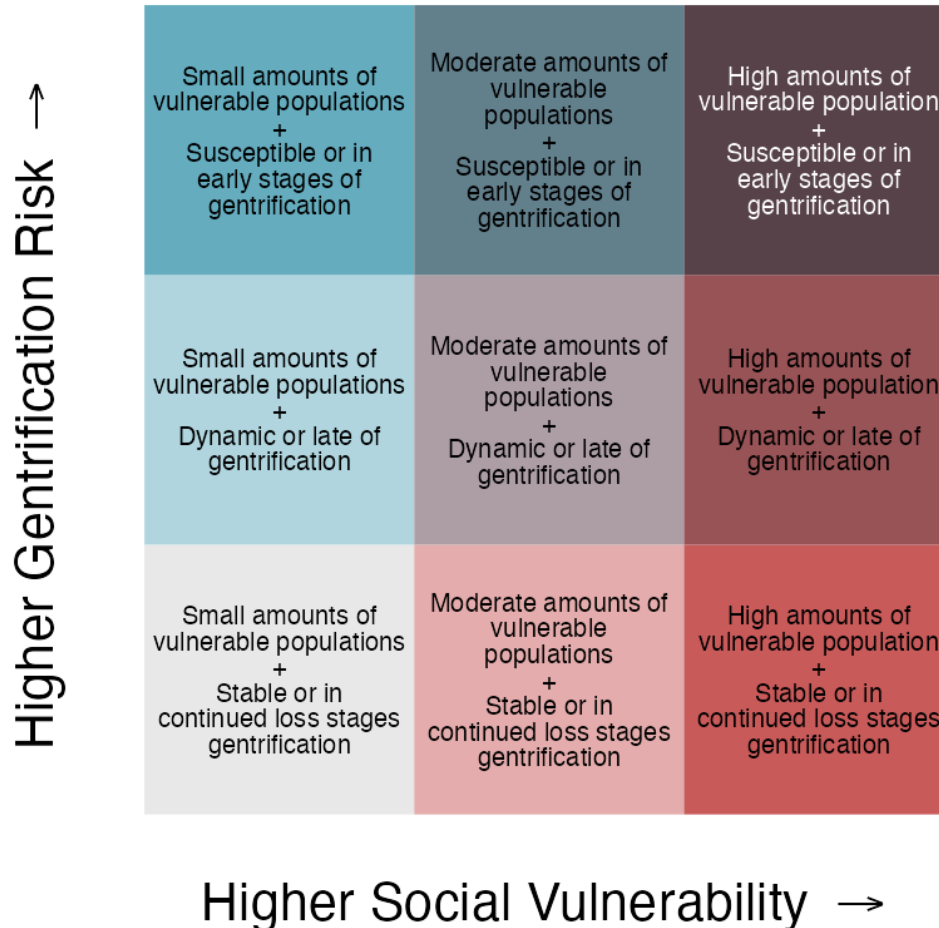 Higher Gentrification Risk →
Small amounts of
vulnerable populations
+
Susceptible or in
early stages of
gentrification
Moderate amounts of
vulnerable
populations
+
Susceptible or in
early stages of
gentrification
High amounts of
vulnerable population
+
Susceptible or in
early stages of
gentrification
Small amounts of
vulnerable populations
+
Dynamic or late of
gentrification
Moderate amounts of
vulnerable
populations
+
Dynamic or late of
gentrification
High amounts of
vulnerable population
+
Dynamic or late of
gentrification
Small amounts of
vulnerable populations
+
Stable or in
continued loss stages
gentrification
Moderate amounts of
vulnerable
populations
+
Stable or in
continued loss stages
gentrification
High amounts of
vulnerable population
+
Stable or in
continued loss stages
gentrification
Higher Social Vulnerability →